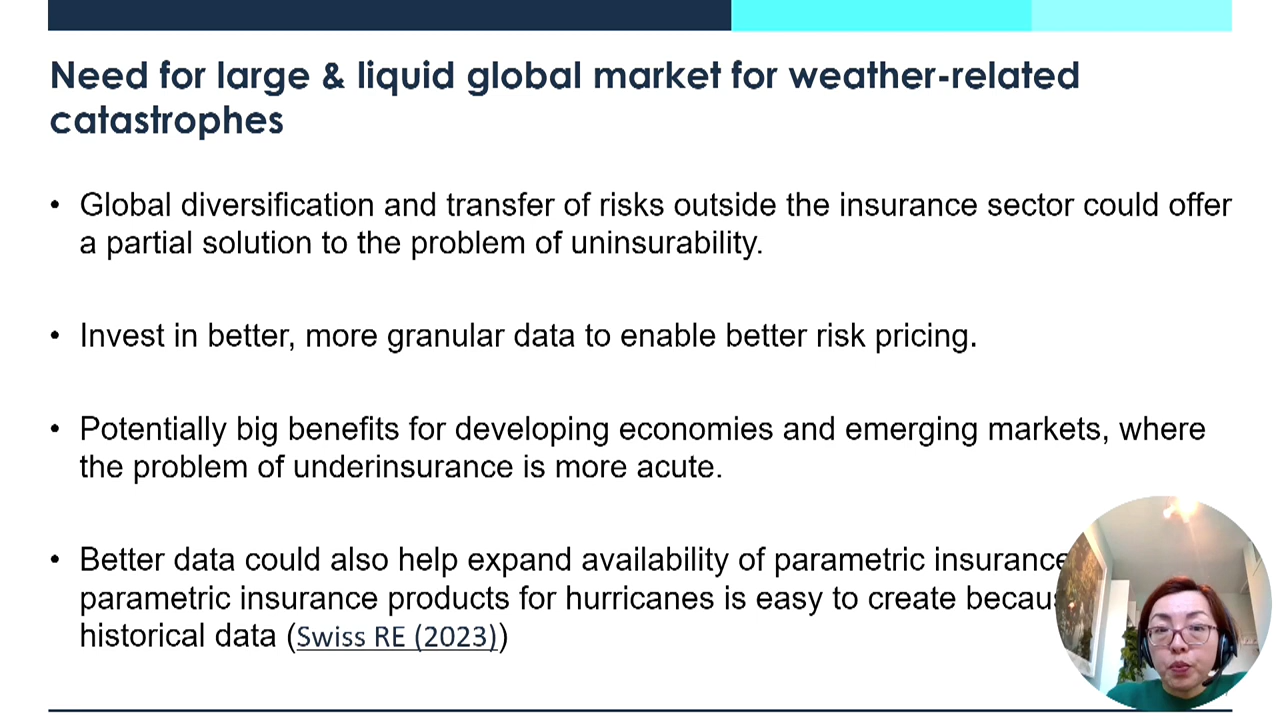 Need for large & liquid global market for weather-related
catastrophes
• Global diversification and transfer of risks outside the insurance sector could offer
a partial solution to the problem of uninsurability.
• Invest in better, more granular data to enable better risk pricing.
• Potentially big benefits for developing economies and emerging markets, where
the problem of underinsurance is more acute.
• Better data could also help expand availability of parametric insurance
parametric insurance products for hurricanes is easy to create
historical data (Swiss RE (2023))